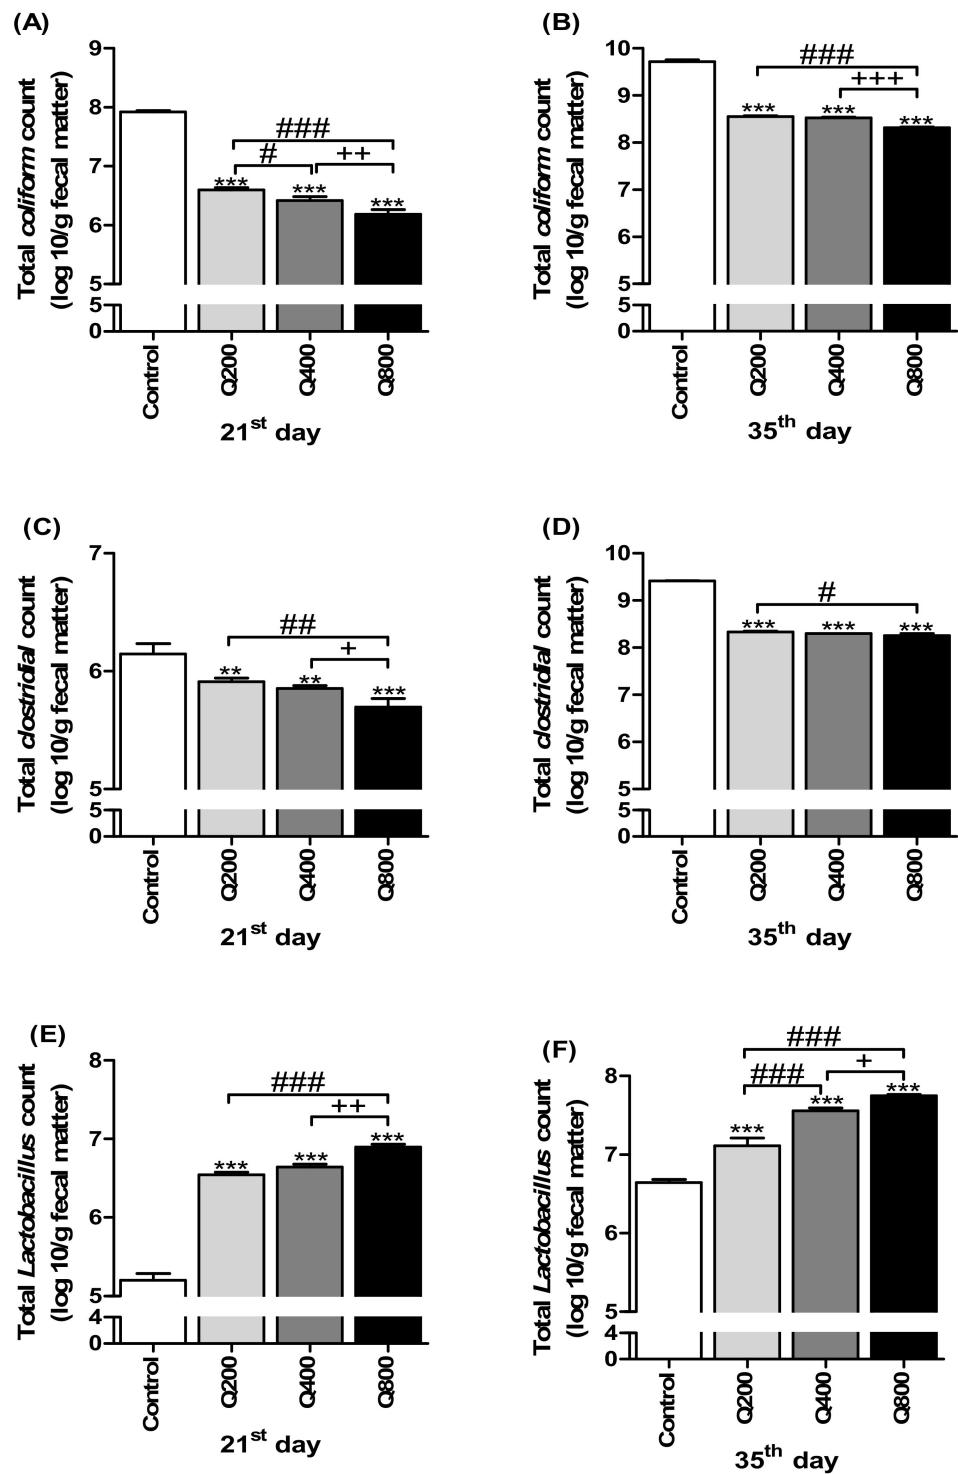 (A)
Total coliform count
(log 10/g fecal matter)
9
8
7
6
5
5
0
###
#
++
***
***
***
Control
Q200
Q400
Q800
21st day
(B)
Total coliform count
(log 10/g fecal matter)
10
9
8
7
6
5
5
0
###
+++
***
***
***
Control
Q200
Q400
Q800
35th day
(C)
Total clostridial count
(log 10/g fecal matter)
7
6
5
5
0
##
+
**
**
***
Control
Q200
Q400
Q800
21st day
(D)
Total clostridial count
(log 10/g fecal matter)
10
9
8
7
6
5
5
0
#
***
***
***
Control
Q200
Q400
Q800
35th day
(E)
Total Lactobacillus count
(log 10/g fecal matter)
8
7
6
5
4
0
###
++
***
***
***
Control
Q200
Q400
Q800
21st day
(F)
Total Lactobacillus count
(log 10/g fecal matter)
8
7
6
5
4
0
###
###
+
***
***
***
Control
Q200
Q400
Q800
35th day